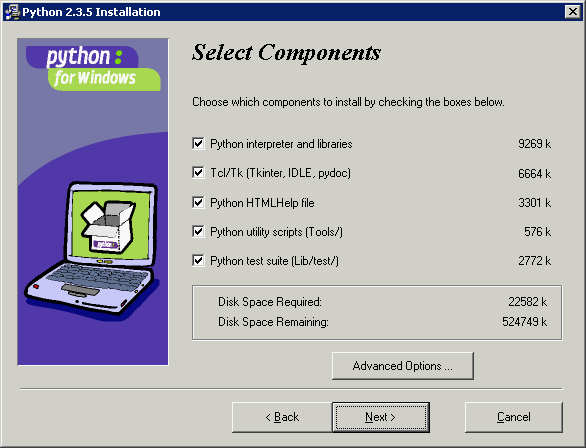 Python 2.3.5 Installation
python:
for Windows
Select Components
Choose which components to install by checking the boxes below.
Python interpreter and libraries 9269 k
Tcl/Tk (Tkinter, IDLE, pydoc) 6664 k
Python HTMLHelp file 3301 k
Python utility scripts (Tools/) 576 k
Python test suite (Lib/test/) 2772 k
Disk Space Required: 22582 k
Disk Space Remaining: 524749 k
Advanced Options ...
< Back Next > Cancel